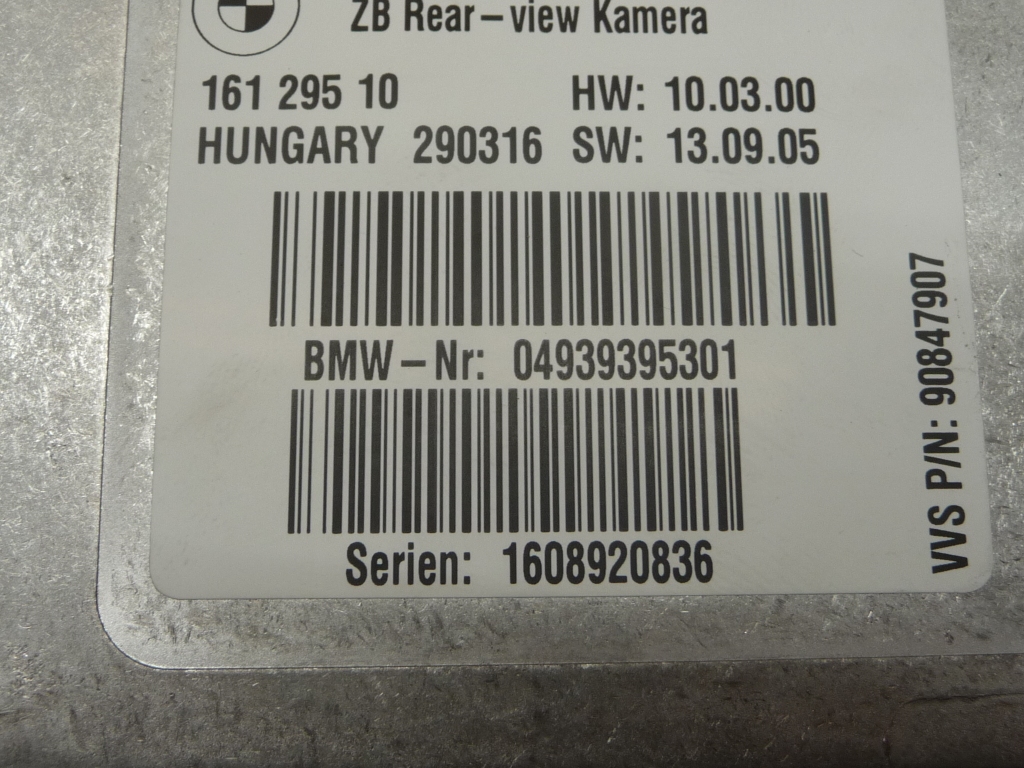 ZB Rear-view Kamera
161 295 10 HW: 10.03.00
HUNGARY 290316 SW: 13.09.05
BMW-Nr: 04939395301
Serien: 1608920836
VVS P/N: 90847907